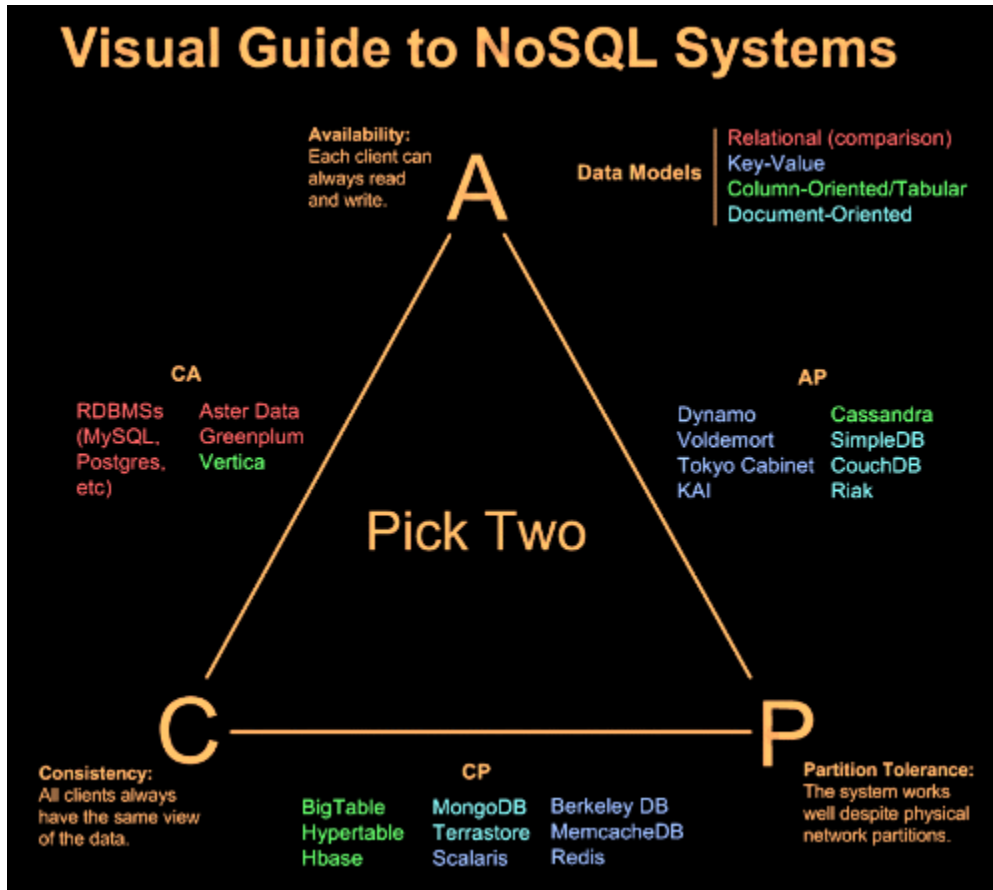 Visual Guide to NoSQL Systems
Availability:
Each client can
always read
and write.
A
Data Models
Relational (comparison)
Key-Value
Column-Oriented/Tabular
Document-Oriented
CA
RDBMSs
(MySQL,
Postgres,
etc)
Aster Data
Greenplum
Vertica
AP
Dynamo
Voldemort
Tokyo Cabinet
KAI
Cassandra
SimpleDB
CouchDB
Riak
Pick Two
C
P
Consistency:
All clients always
have the same view
of the data.
CP
BigTable
Hypertable
Hbase
MongoDB
Terrastore
Scalaris
Berkeley DB
MemcacheDB
Redis
Partition Tolerance:
The system works
well despite physical
network partitions.